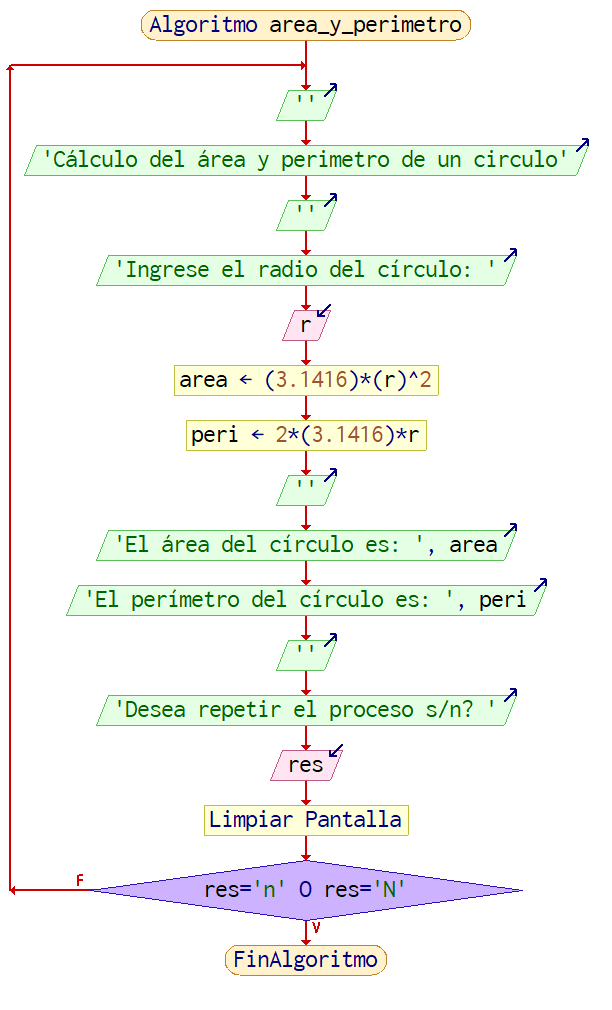 Algoritmo area_y_perimetro
''
'Cálculo del área y perimetro de un circulo'
''
'Ingrese el radio del círculo: '
r
area ← (3.1416)*(r)^2
peri ← 2*(3.1416)*r
''
'El área del círculo es: ', area
'El perímetro del círculo es: ', peri
''
'Desea repetir el proceso s/n? '
res
Limpiar Pantalla
F
res='n' O res='N'
V
FinAlgoritmo